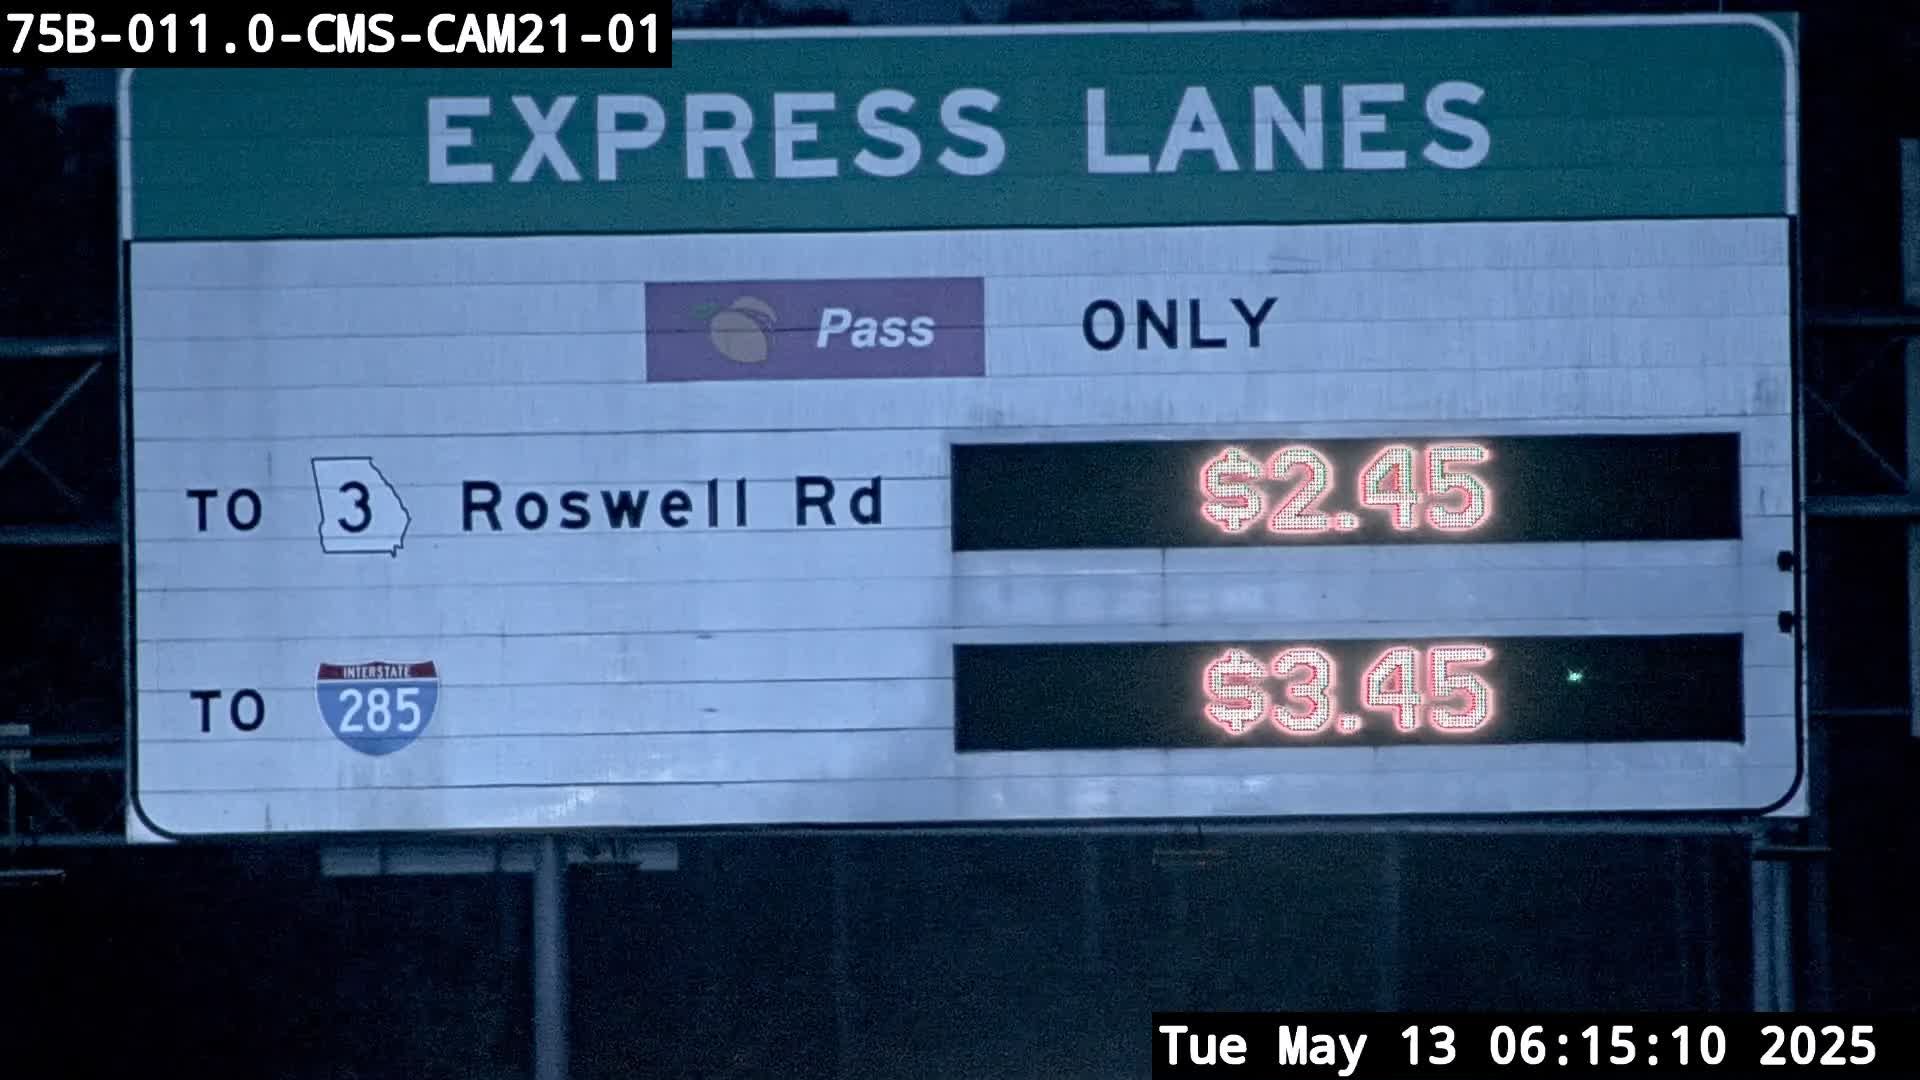 75B-011.0-CMS-CAM21-01
EXPRESS LANES
Pass ONLY
TO 3 Roswell Rd $2.45
INTERSTATE
TO 285 $3.45
Tue May 13 06:15:10 2025